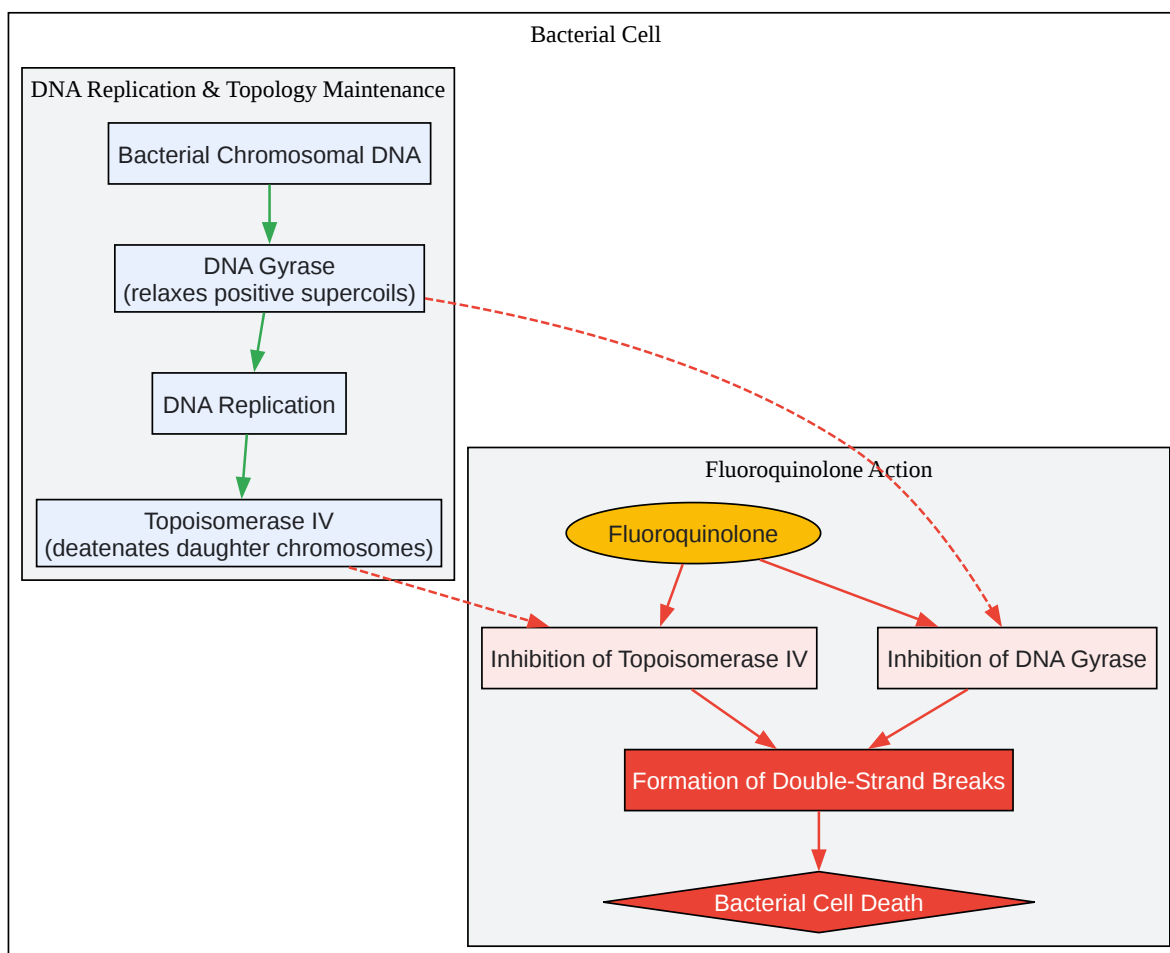 Bacterial Cell
DNA Replication & Topology Maintenance
Bacterial Chromosomal DNA
DNA Gyrase
(relaxes positive supercoils)
DNA Replication
Topoisomerase IV
(deatenates daughter chromosomes)
Fluoroquinolone Action
Fluoroquinolone
Inhibition of Topoisomerase IV
Inhibition of DNA Gyrase
Formation of Double-Strand Breaks
Bacterial Cell Death